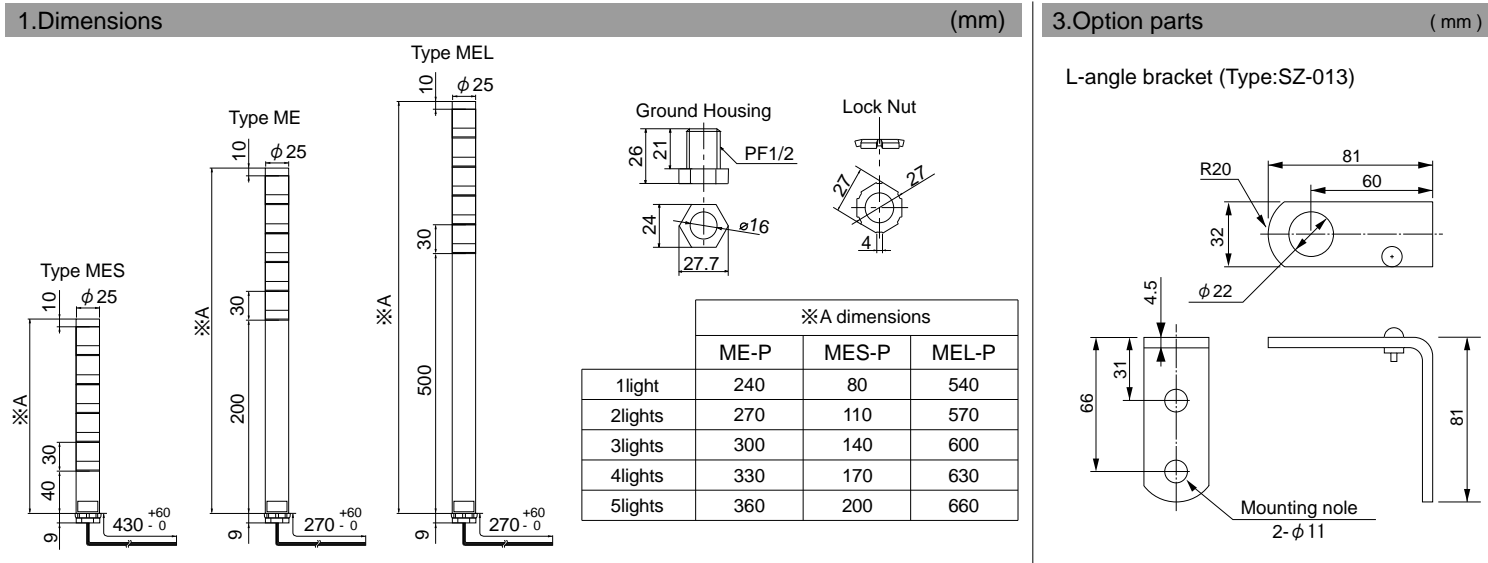 1.Dimensions (mm)
Type MES
φ25
10
※A
30
40
9
430 +60 - 0
Type ME
φ25
10
※A
30
200
9
270 +60 - 0
Type MEL
φ25
10
※A
30
500
9
270 +60 - 0
Ground Housing
26
21
PF1/2
24
⌀16
27.7
Lock Nut
27
27
4
※A dimensions
ME-P MES-P MEL-P
1light 240 80 540
2lights 270 110 570
3lights 300 140 600
4lights 330 170 630
5lights 360 200 660
3.Option parts (mm)
L-angle bracket (Type:SZ-013)
81
R20
60
32
φ22
4.5
31
66
81
Mounting nole
2-φ11